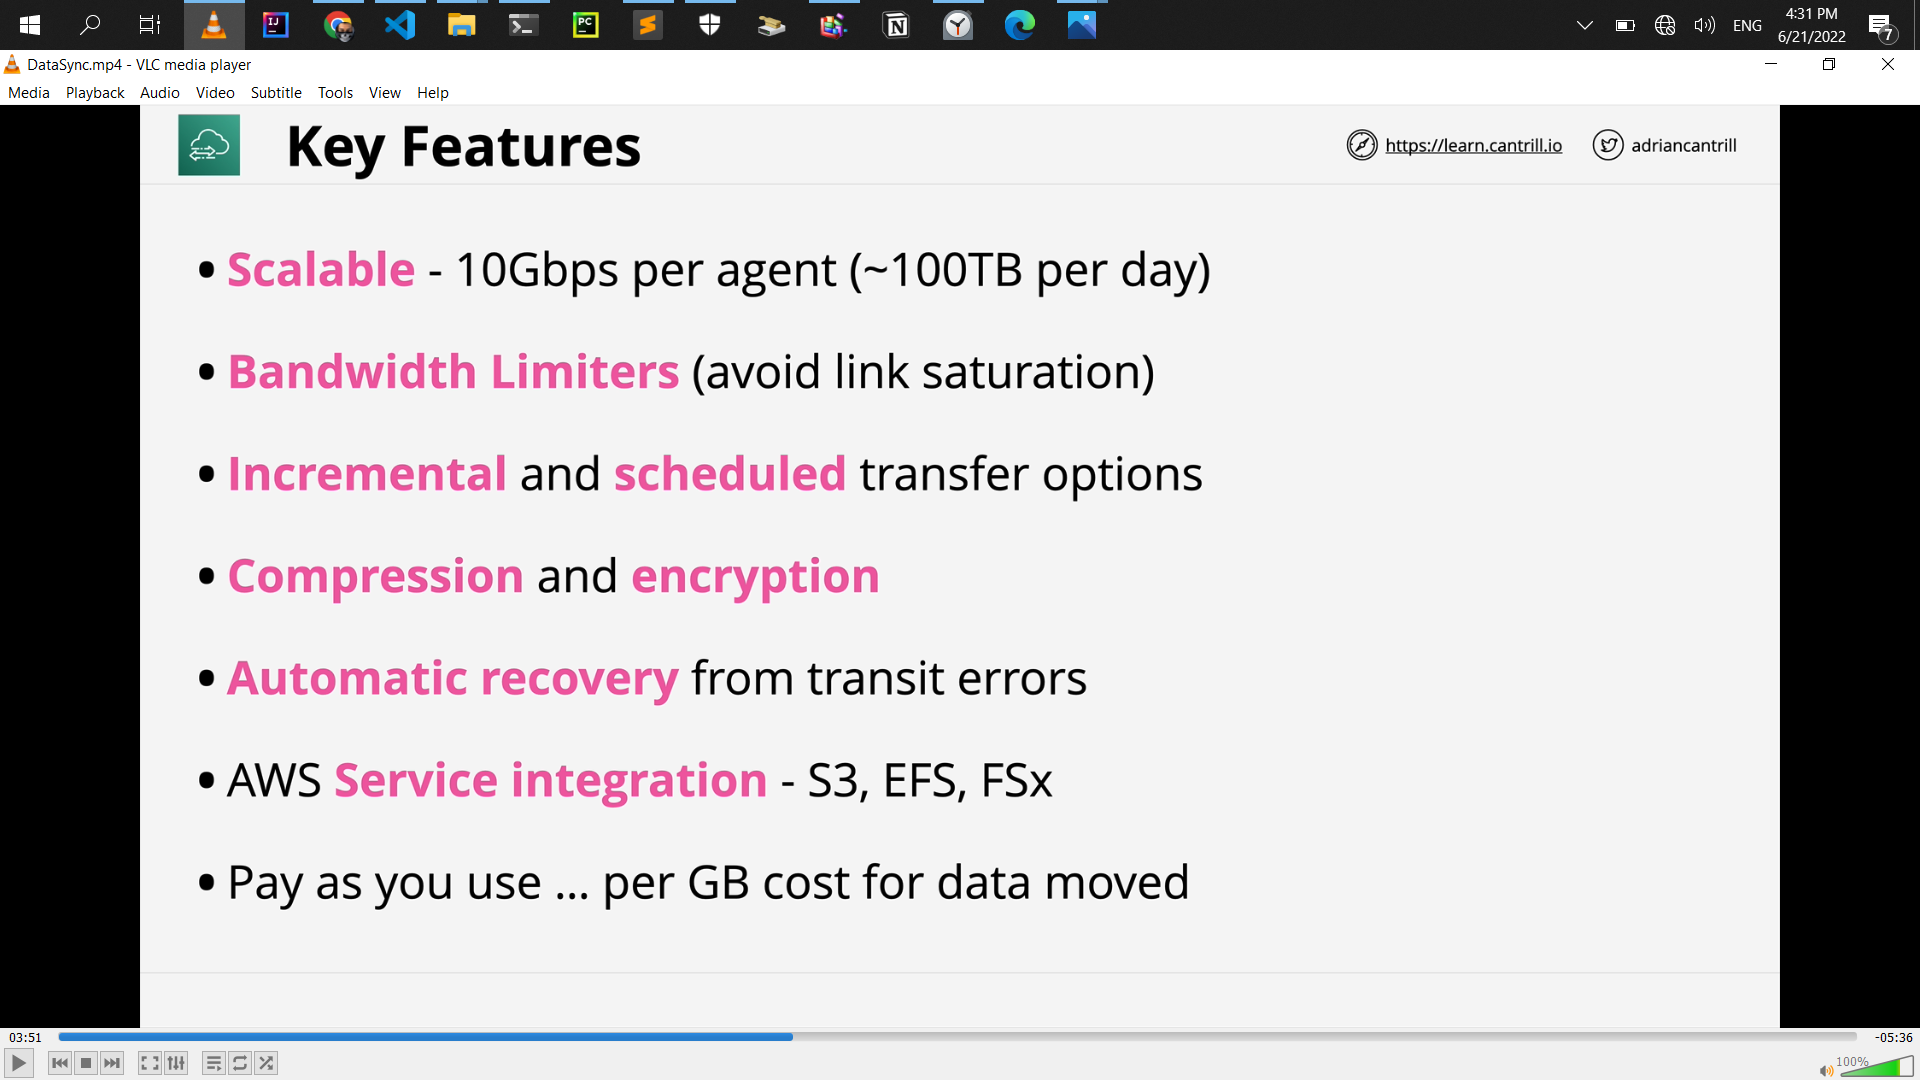 ENG
4:31 PM
6/21/2022
7
IJ
PC
DataSync.mp4 - VLC media player
Media Playback Audio Video Subtitle Tools View Help
Key Features
https://learn.cantrill.io
adriancantrill
• Scalable - 10Gbps per agent (~100TB per day)
• Bandwidth Limiters (avoid link saturation)
• Incremental and scheduled transfer options
• Compression and encryption
• Automatic recovery from transit errors
• AWS Service integration - S3, EFS, FSx
• Pay as you use ... per GB cost for data moved
03:51
-05:36
100%